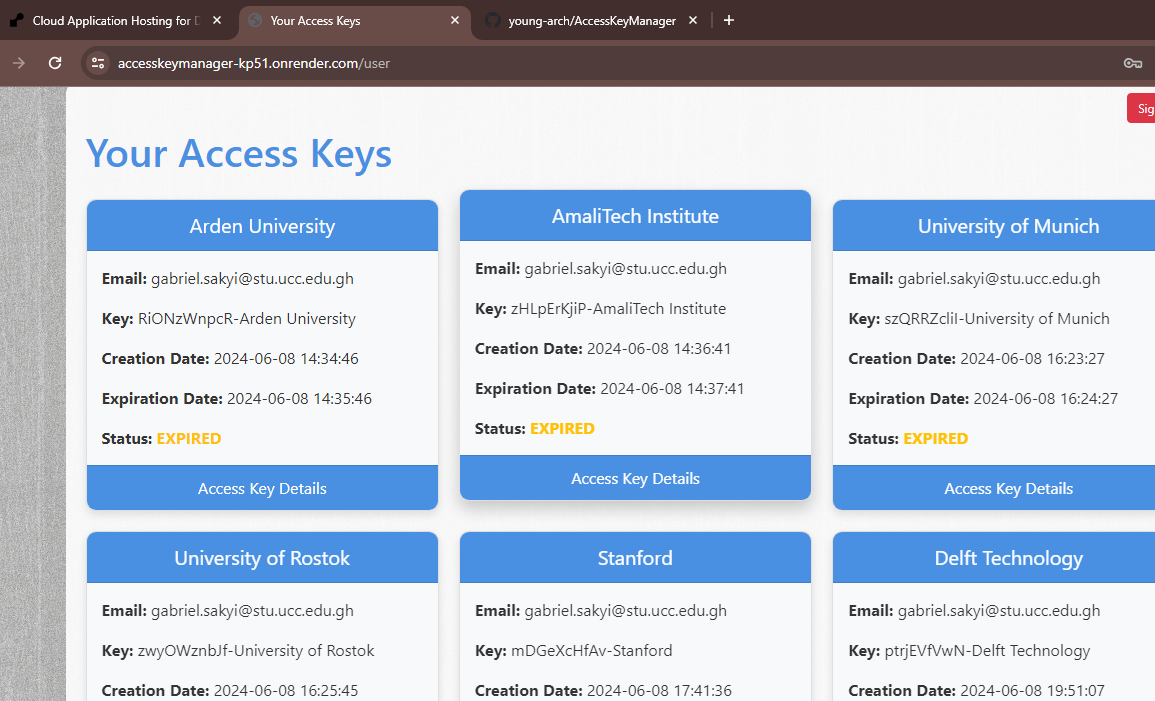 Cloud Application Hosting for D
Your Access Keys
young-arch/AccessKeyManager
accesskeymanager-kp51.onrender.com/user
Sig
Your Access Keys
Arden University
Email: gabriel.sakyi@stu.ucc.edu.gh
Key: RiONzWnpcR-Arden University
Creation Date: 2024-06-08 14:34:46
Expiration Date: 2024-06-08 14:35:46
Status: EXPIRED
Access Key Details
AmaliTech Institute
Email: gabriel.sakyi@stu.ucc.edu.gh
Key: zHLpErKjiP-AmaliTech Institute
Creation Date: 2024-06-08 14:36:41
Expiration Date: 2024-06-08 14:37:41
Status: EXPIRED
Access Key Details
University of Munich
Email: gabriel.sakyi@stu.ucc.edu.gh
Key: szQRRZcliI-University of Munich
Creation Date: 2024-06-08 16:23:27
Expiration Date: 2024-06-08 16:24:27
Status: EXPIRED
Access Key Details
University of Rostok
Email: gabriel.sakyi@stu.ucc.edu.gh
Key: zwyOWznbJf-University of Rostok
Creation Date: 2024-06-08 16:25:45
Stanford
Email: gabriel.sakyi@stu.ucc.edu.gh
Key: mDGeXcHfAv-Stanford
Creation Date: 2024-06-08 17:41:36
Delft Technology
Email: gabriel.sakyi@stu.ucc.edu.gh
Key: ptrjEVfVwN-Delft Technology
Creation Date: 2024-06-08 19:51:07